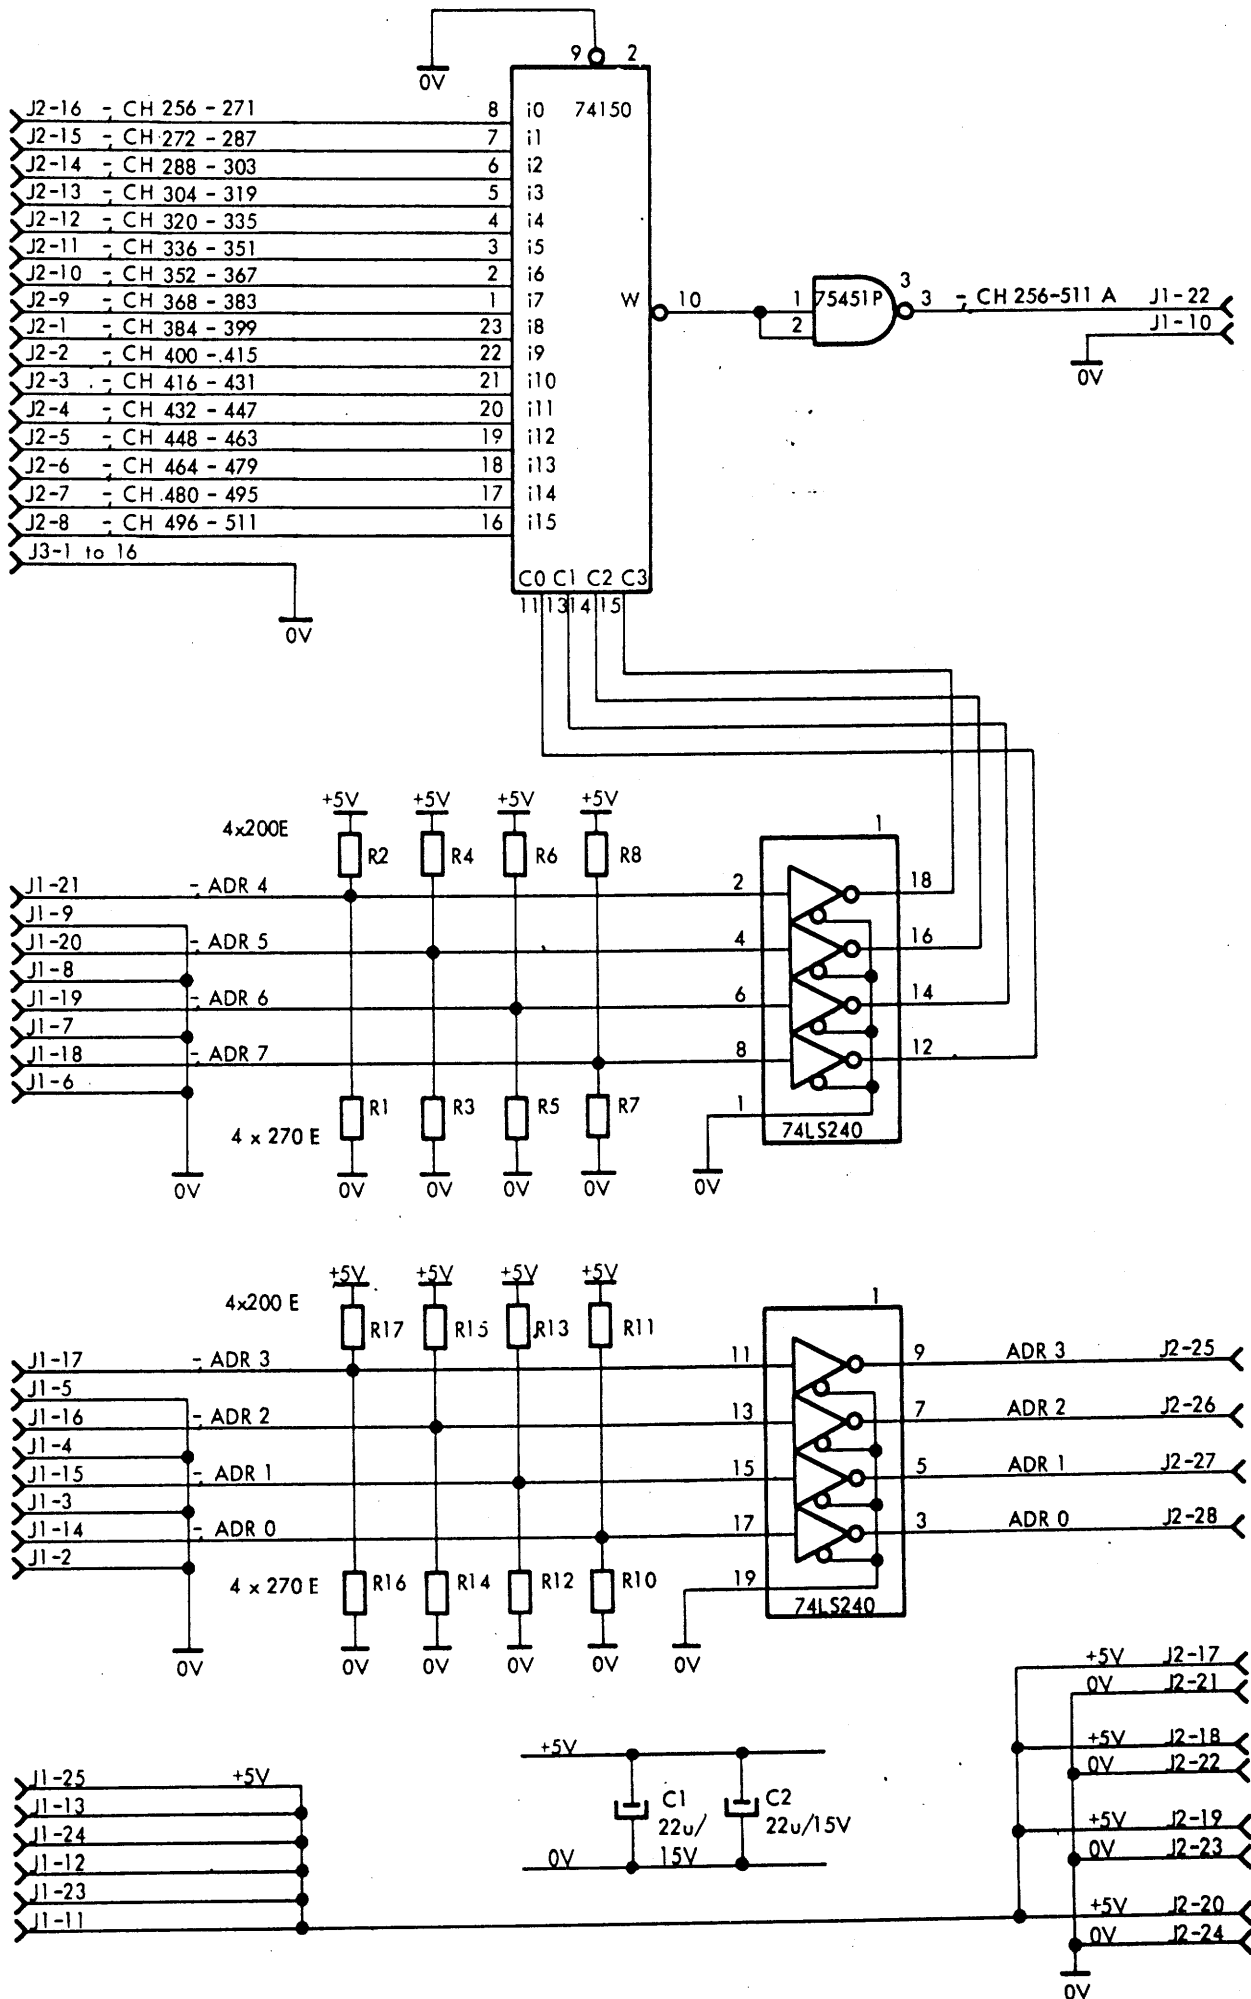 9 2
0V
J2-16 -, CH 256 - 271 8 i0 74150
J2-15 -, CH 272 - 287 7 i1
J2-14 -, CH 288 - 303 6 i2
J2-13 -, CH 304 - 319 5 i3
J2-12 -, CH 320 - 335 4 i4
J2-11 -, CH 336 - 351 3 i5
J2-10 -, CH 352 - 367 2 i6
J2-9 -, CH 368 - 383 1 i7
J2-1 -, CH 384 - 399 23 i8
J2-2 -, CH 400 - 415 22 i9
J2-3 -, CH 416 - 431 21 i10
J2-4 -, CH 432 - 447 20 i11
J2-5 -, CH 448 - 463 19 i12
J2-6 -, CH 464 - 479 18 i13
J2-7 -, CH 480 - 495 17 i14
J2-8 -, CH 496 - 511 16 i15
J3-1 to 16
0V
W 10
1 75451P 3
2
3 -, CH 256-511 A J1-22
J1-10
0V
C0 C1 C2 C3
11 13 14 15
+5V +5V +5V +5V 1
4x200E R2 R4 R6 R8
J1-21 -, ADR 4 2 18
J1-9
J1-20 -, ADR 5 4 16
J1-8
J1-19 -, ADR 6 6 14
J1-7
J1-18 -, ADR 7 8 12
J1-6
4 x 270 E R1 R3 R5 R7 1
74LS240
0V 0V 0V 0V 0V 0V
+5V +5V +5V +5V 1
4x200 E R17 R15 R13 R11
J1-17 -, ADR 3 11 9 ADR 3 J2-25
J1-5
J1-16 -, ADR 2 13 7 ADR 2 J2-26
J1-4
J1-15 -, ADR 1 15 5 ADR 1 J2-27
J1-3
J1-14 -, ADR 0 17 3 ADR 0 J2-28
J1-2
4 x 270 E R16 R14 R12 R10 19
74LS240
0V 0V 0V 0V 0V 0V
+5V J2-17
0V J2-21
+5V J2-18
0V J2-22
+5V J2-19
0V J2-23
+5V J2-20
0V J2-24
0V
+5V
C1 C2
22u/ 22u/15V
15V
0V
J1-25 +5V
J1-13
J1-24
J1-12
J1-23
J1-11